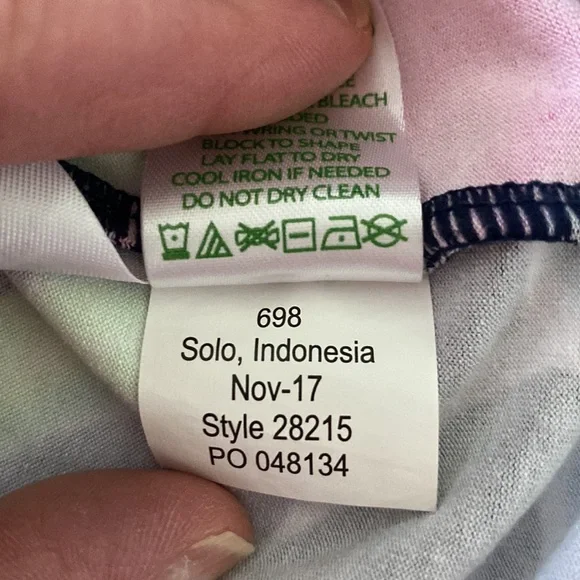 BLEACH
WRING OR TWIST
BLOCK TO SHAPE
LAY FLAT TO DRY
COOL IRON IF NEEDED
DO NOT DRY CLEAN
698
Solo, Indonesia
Nov-17
Style 28215
PO 048134